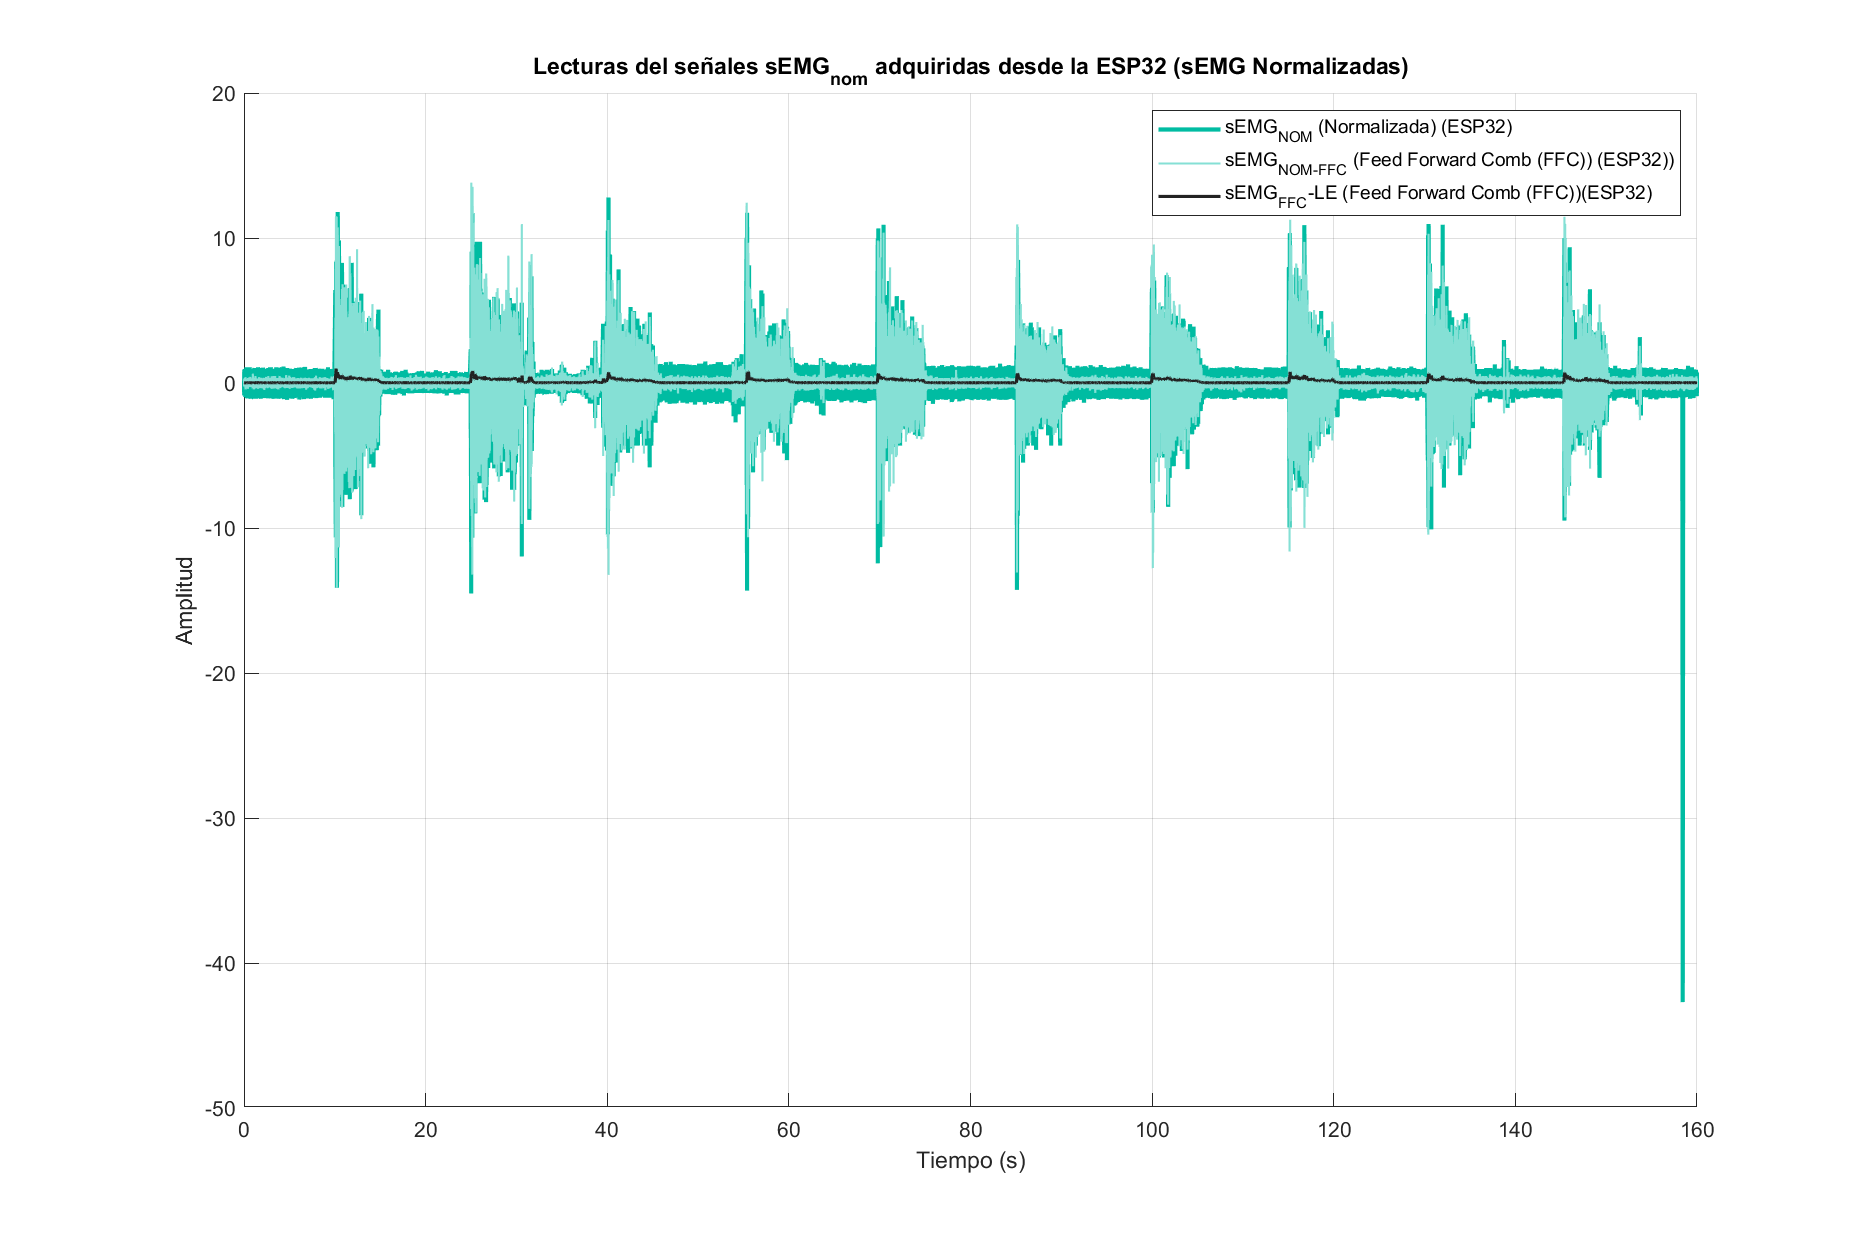 Lecturas del señales sEMGnom adquiridas desde la ESP32 (sEMG Normalizadas)
sEMGNOM (Normalizada) (ESP32)
sEMGNOM-FFC (Feed Forward Comb (FFC)) (ESP32))
sEMGFFC-LE (Feed Forward Comb (FFC))(ESP32)
20
10
0
-10
-20
-30
-40
-50
Amplitud
0 20 40 60 80 100 120 140 160
Tiempo (s)